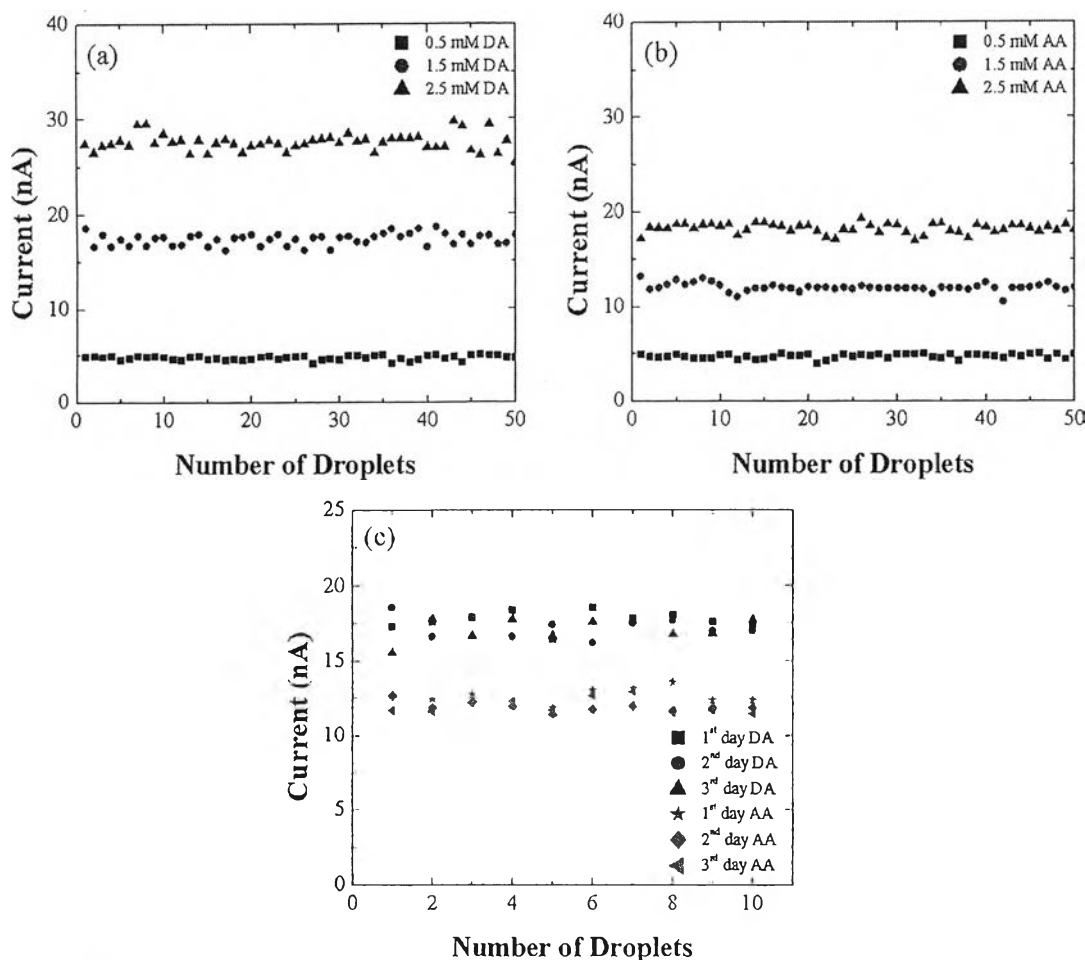 (a)
0.5 mM DA
1.5 mM DA
2.5 mM DA
Current (nA)
40
30
20
10
0
0 10 20 30 40 50
Number of Droplets
(b)
0.5 mM AA
1.5 mM AA
2.5 mM AA
Current (nA)
40
30
20
10
0
0 10 20 30 40 50
Number of Droplets
(c)
Current (nA)
25
20
15
10
5
0
1st day DA
2nd day DA
3rd day DA
1st day AA
2nd day AA
3rd day AA
0 2 4 6 8 10
Number of Droplets